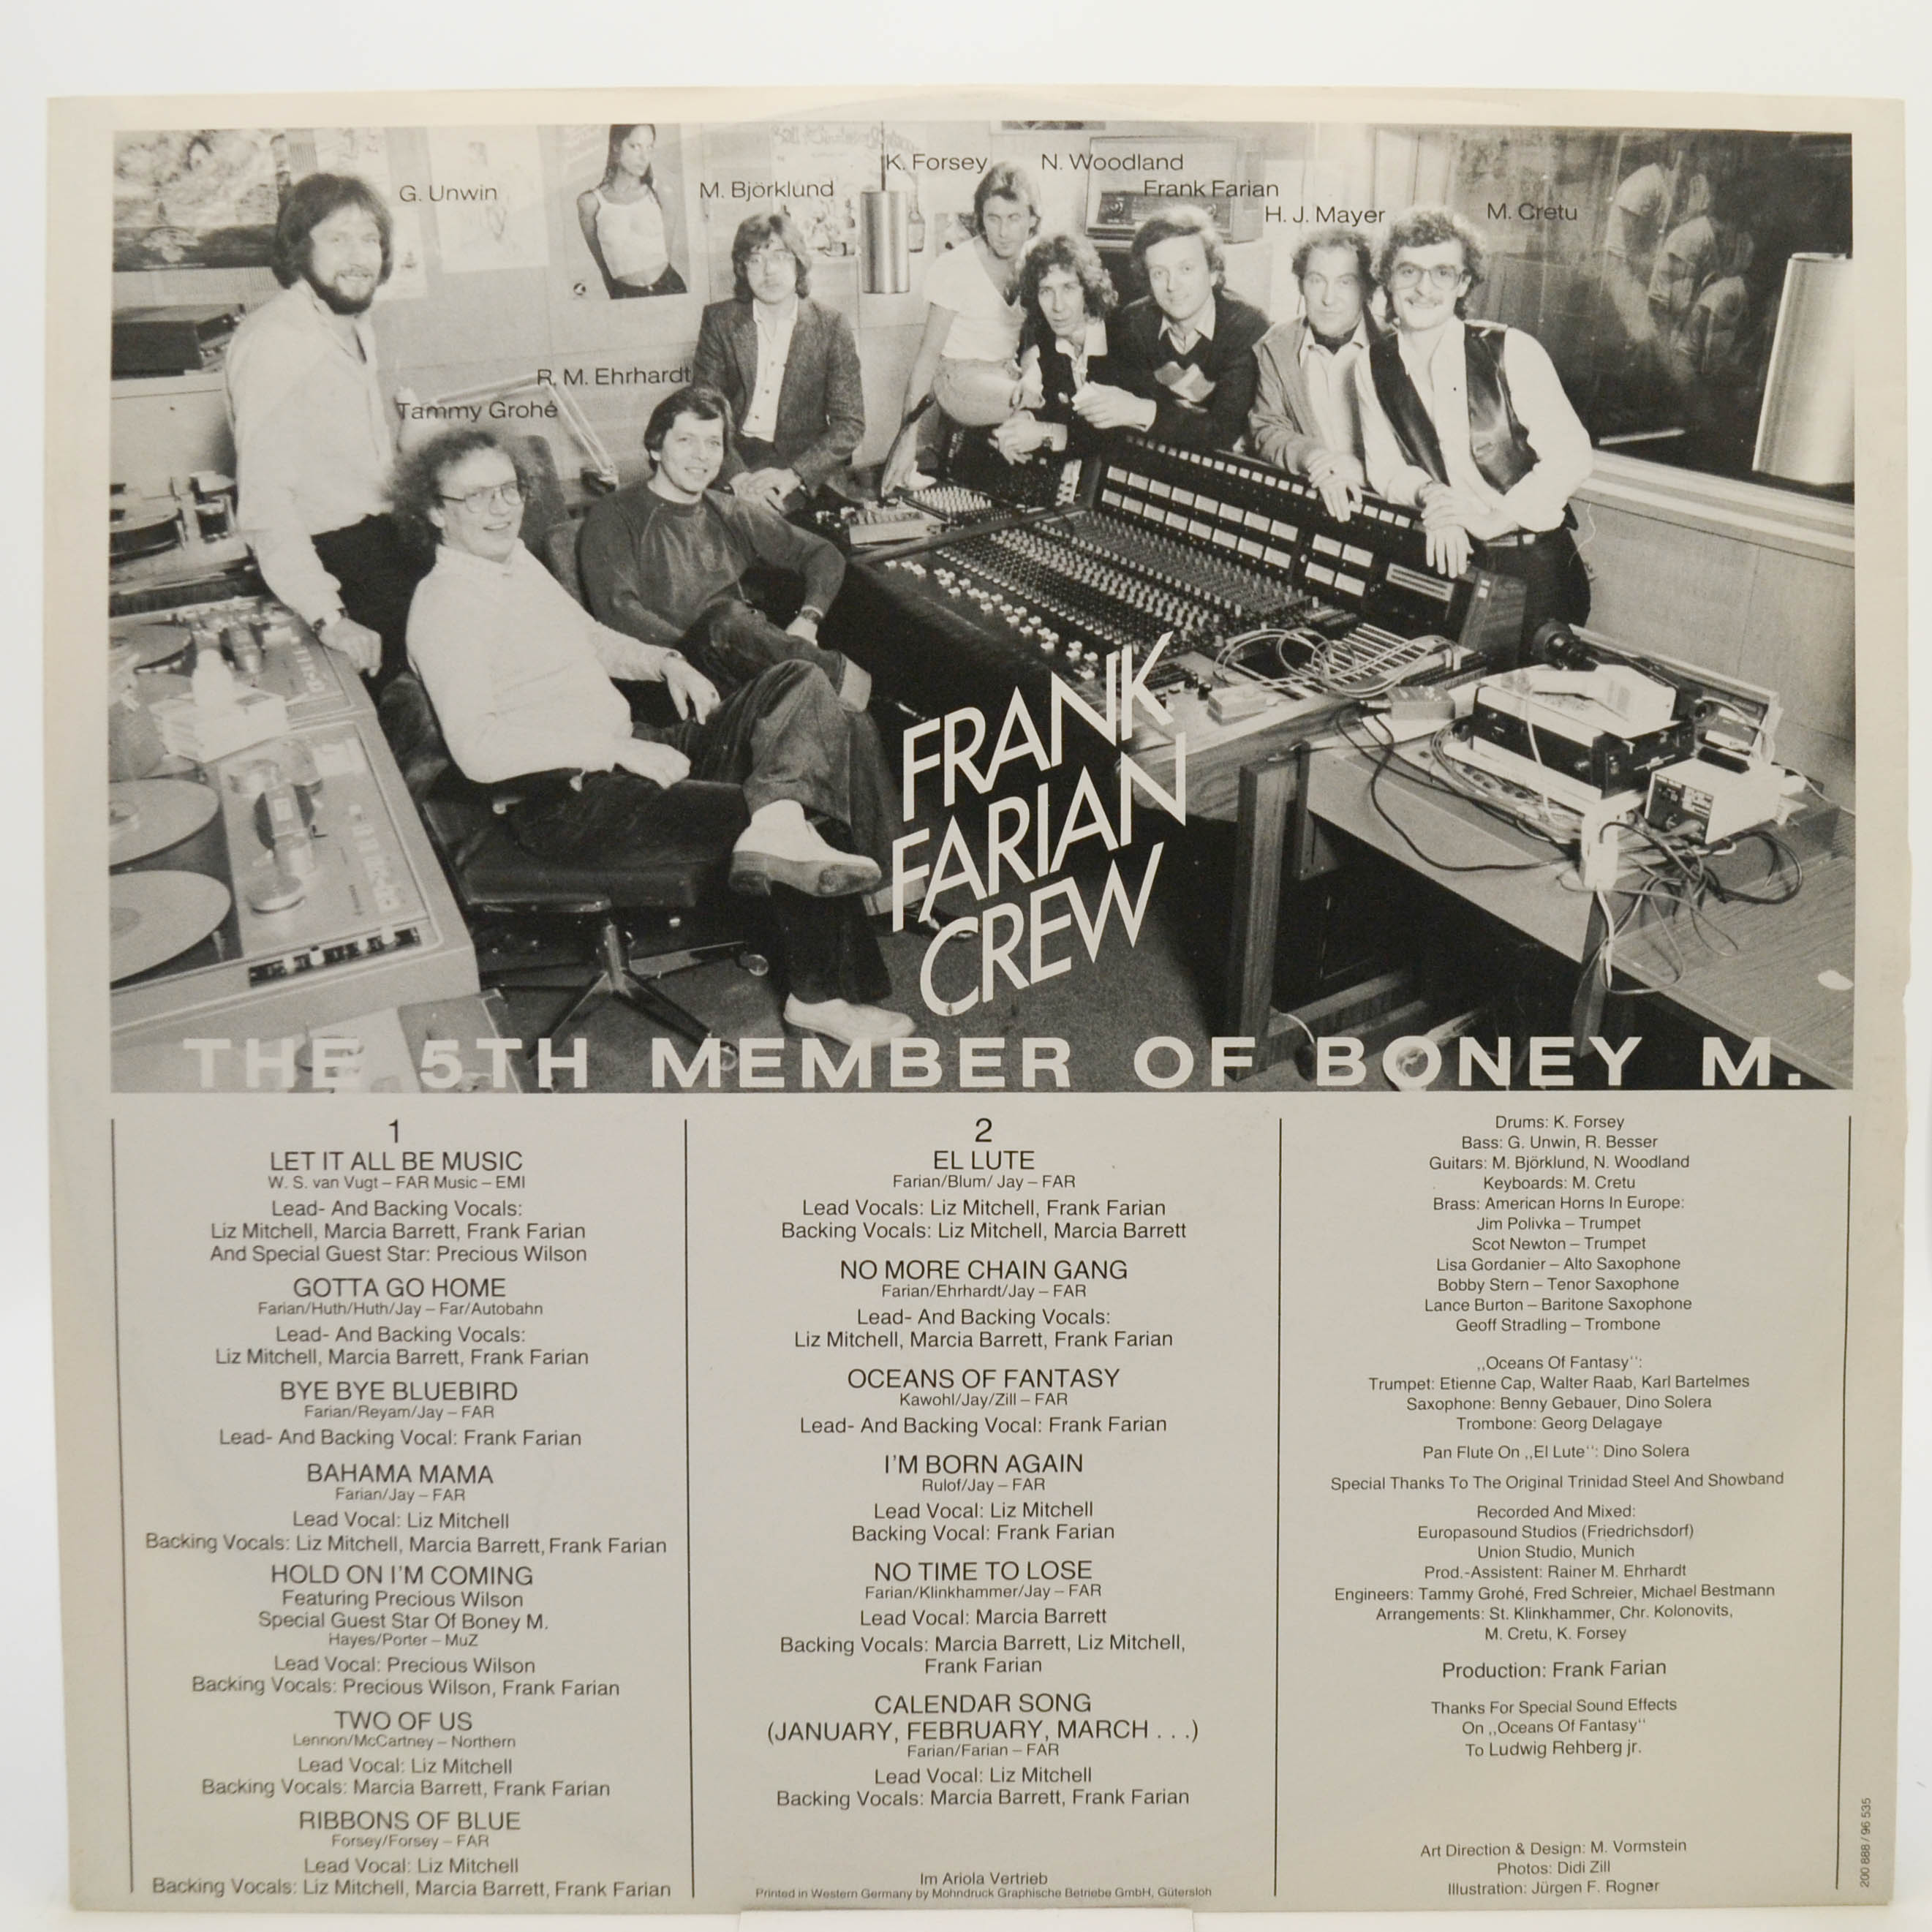 K. Forsey
N. Woodland
G. Unwin
M. Björklund
Frank Farian
H. J. Mayer
M. Cretu
R. M. Ehrhardt
Tammy Grohé
FRANK
FARIAN
CREW
THE 5TH MEMBER OF BONEY M.
1
LET IT ALL BE MUSIC
W. S. van Vugt – FAR Music – EMI
Lead- And Backing Vocals:
Liz Mitchell, Marcia Barrett, Frank Farian
And Special Guest Star: Precious Wilson
GOTTA GO HOME
Farian/Huth/Huth/Jay – Far/Autobahn
Lead- And Backing Vocals:
Liz Mitchell, Marcia Barrett, Frank Farian
BYE BYE BLUEBIRD
Farian/Reyam/Jay – FAR
Lead- And Backing Vocal: Frank Farian
BAHAMA MAMA
Farian/Jay – FAR
Lead Vocal: Liz Mitchell
Backing Vocals: Liz Mitchell, Marcia Barrett, Frank Farian
HOLD ON I'M COMING
Featuring Precious Wilson
Special Guest Star Of Boney M.
Hayes/Porter – MuZ
Lead Vocal: Precious Wilson
Backing Vocals: Precious Wilson, Frank Farian
TWO OF US
Lennon/McCartney – Northern
Lead Vocal: Liz Mitchell
Backing Vocals: Marcia Barrett, Frank Farian
RIBBONS OF BLUE
Forsey/Forsey – FAR
Lead Vocal: Liz Mitchell
Backing Vocals: Liz Mitchell, Marcia Barrett, Frank Farian
2
EL LUTE
Farian/Blum/ Jay – FAR
Lead Vocals: Liz Mitchell, Frank Farian
Backing Vocals: Liz Mitchell, Marcia Barrett
NO MORE CHAIN GANG
Farian/Ehrhardt/Jay – FAR
Lead- And Backing Vocals:
Liz Mitchell, Marcia Barrett, Frank Farian
OCEANS OF FANTASY
Kawohl/Jay/Zill – FAR
Lead- And Backing Vocal: Frank Farian
I'M BORN AGAIN
Rulof/Jay – FAR
Lead Vocal: Liz Mitchell
Backing Vocal: Frank Farian
NO TIME TO LOSE
Farian/Klinkhammer/Jay – FAR
Lead Vocal: Marcia Barrett
Backing Vocals: Marcia Barrett, Liz Mitchell,
Frank Farian
CALENDAR SONG
(JANUARY, FEBRUARY, MARCH . . .)
Farian/Farian – FAR
Lead Vocal: Liz Mitchell
Backing Vocals: Marcia Barrett, Frank Farian
Im Ariola Vertrieb
Printed in Western Germany by Mohndruck Graphische Betriebe GmbH, Gütersloh
Drums: K. Forsey
Bass: G. Unwin, R. Besser
Guitars: M. Björklund, N. Woodland
Keyboards: M. Cretu
Brass: American Horns In Europe:
Jim Polivka – Trumpet
Scot Newton – Trumpet
Lisa Gordanier – Alto Saxophone
Bobby Stern – Tenor Saxophone
Lance Burton – Baritone Saxophone
Geoff Stradling – Trombone
,,Oceans Of Fantasy'':
Trumpet: Etienne Cap, Walter Raab, Karl Bartelmes
Saxophone: Benny Gebauer, Dino Solera
Trombone: Georg Delagaye
Pan Flute On ,,El Lute'': Dino Solera
Special Thanks To The Original Trinidad Steel And Showband
Recorded And Mixed:
Europasound Studios (Friedrichsdorf)
Union Studio, Munich
Prod.-Assistent: Rainer M. Ehrhardt
Engineers: Tammy Grohé, Fred Schreier, Michael Bestmann
Arrangements: St. Klinkhammer, Chr. Kolonovits,
M. Cretu, K. Forsey
Production: Frank Farian
Thanks For Special Sound Effects
On ,,Oceans Of Fantasy''
To Ludwig Rehberg jr.
Art Direction & Design: M. Vormstein
Photos: Didi Zill
Illustration: Jürgen F. Rogner
200 888 / 96 535